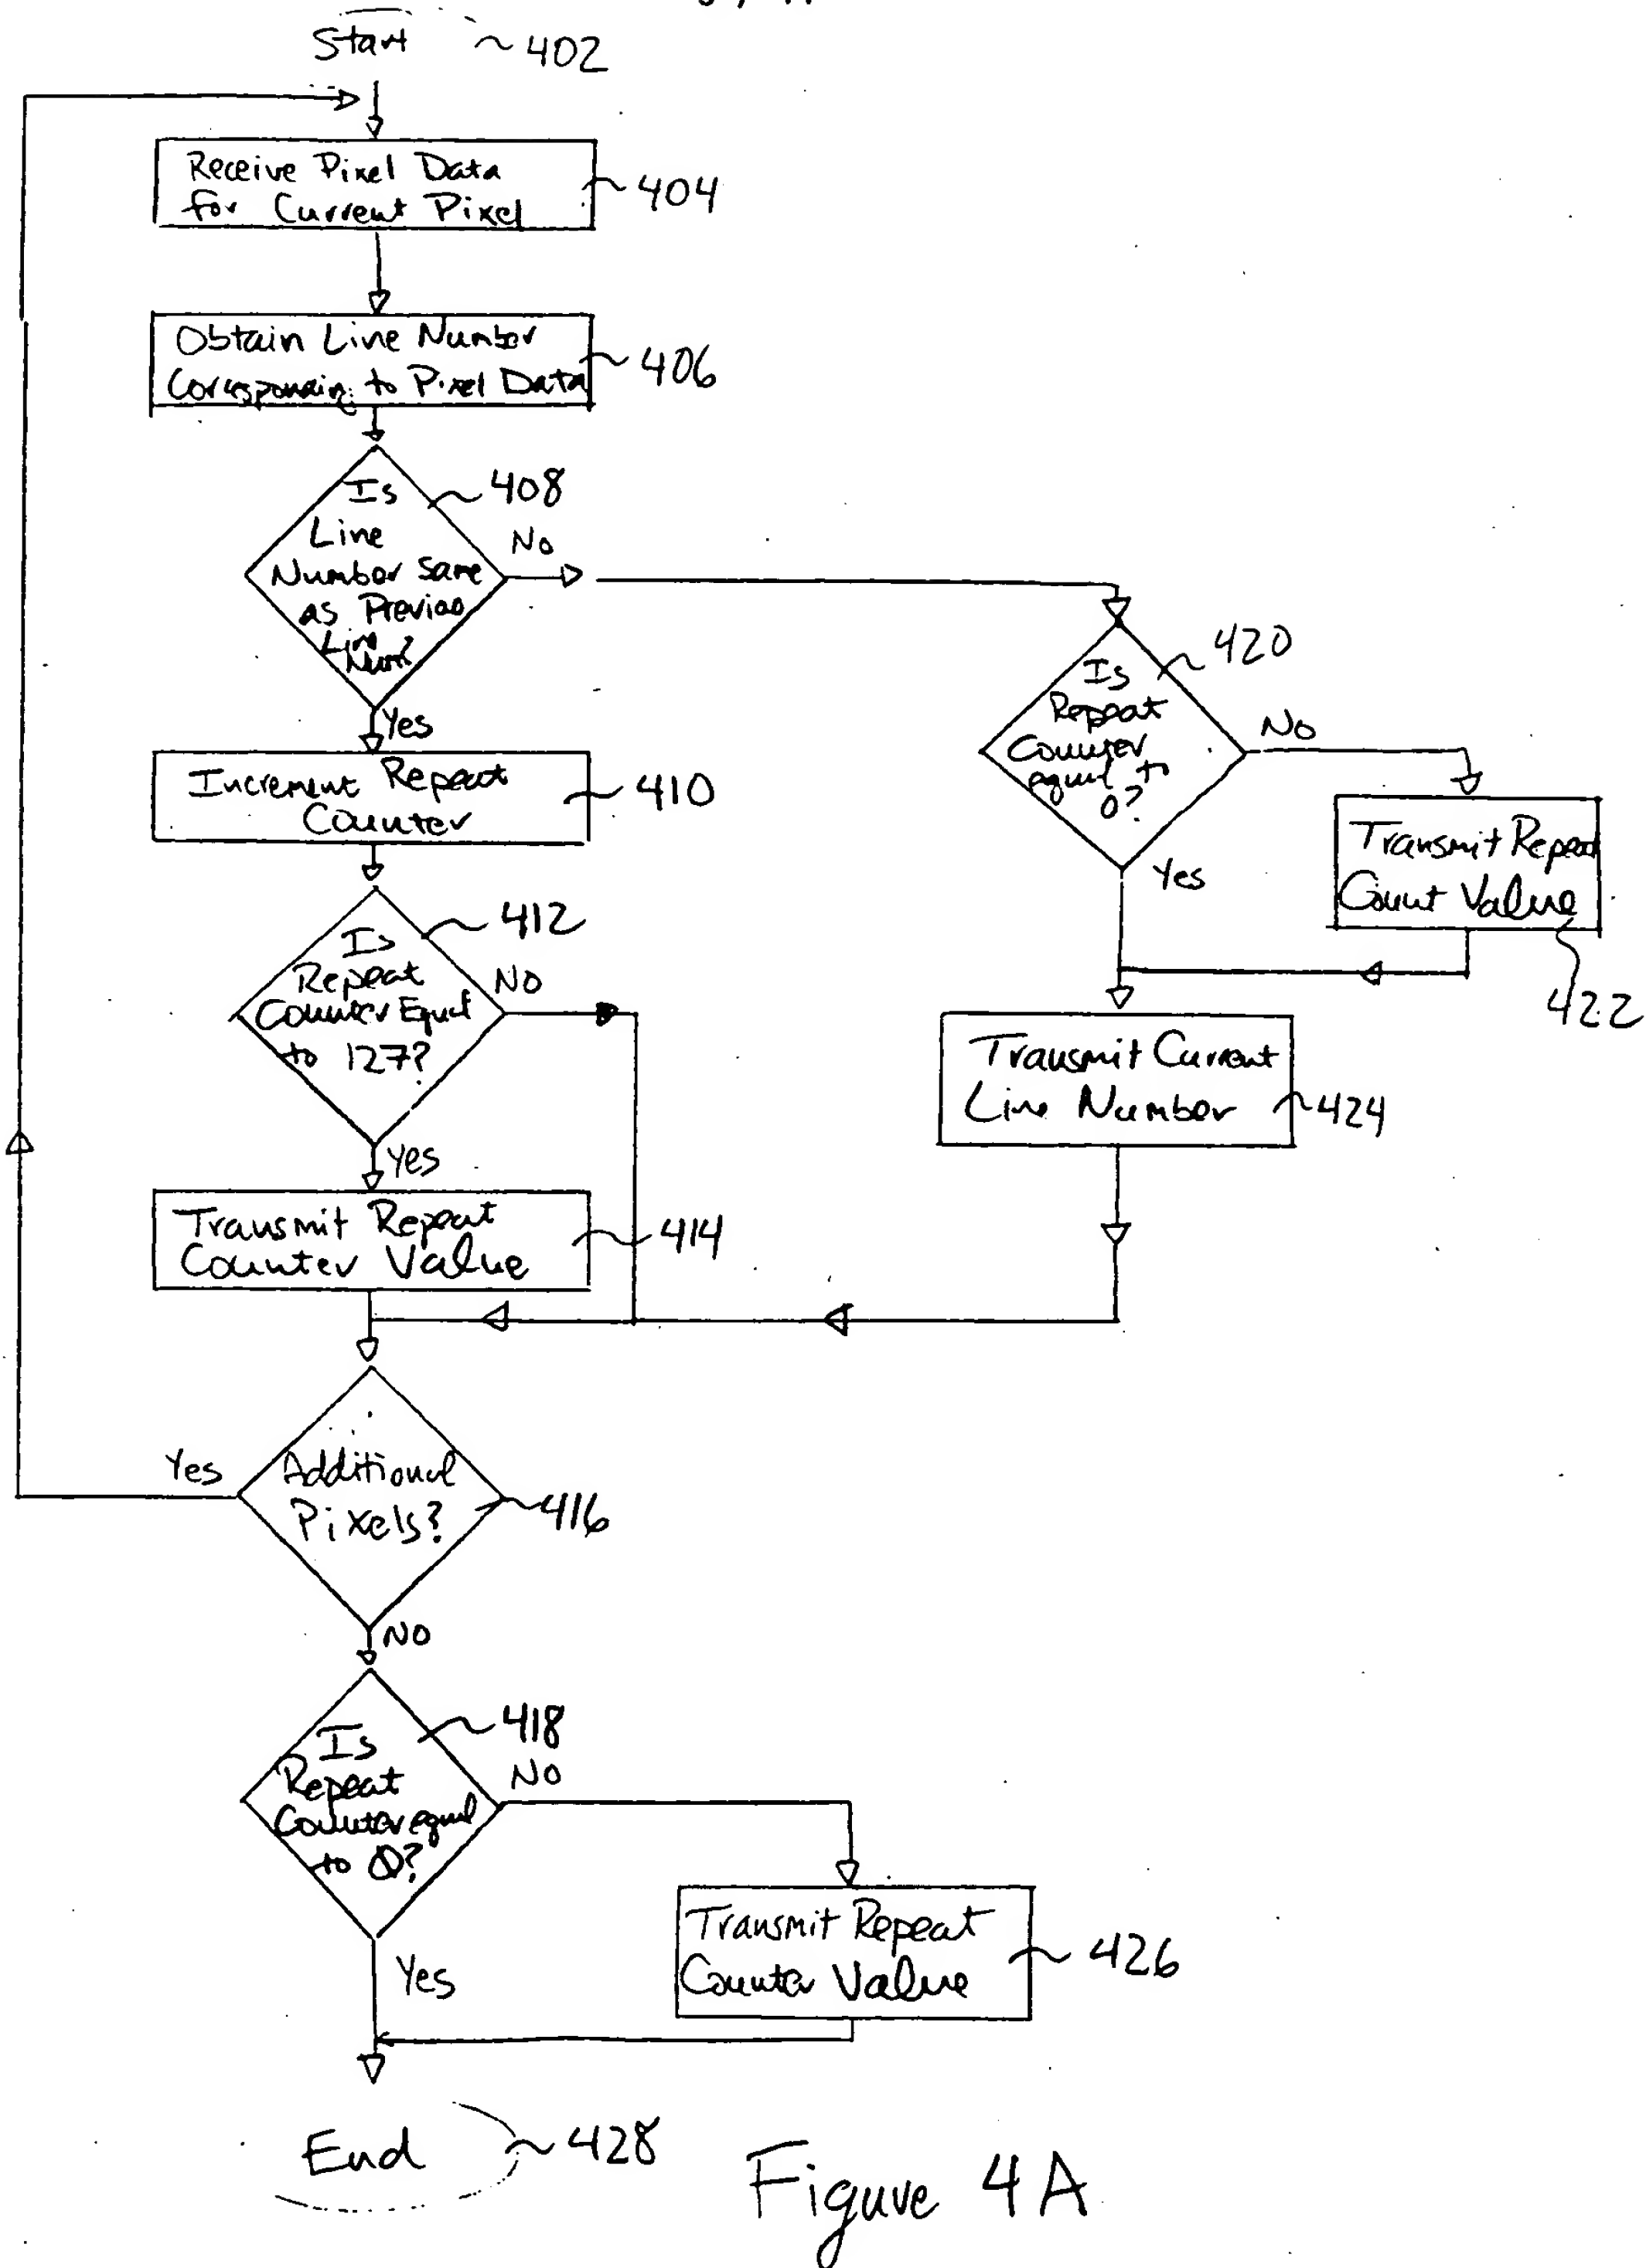 Start 402
Receive Pixel Data
for Current Pixel
404
Obtain Line Number
Corresponding to Pixel Data
406
Is
Line
Number same
as Previous
Line
Num?
408
No
Yes
Increment Repeat
Counter
410
Is
Repeat
Counter Equal
to 127?
412
No
Yes
Transmit Repeat
Counter Value
414
Is
Repeat
Counter
equal to
0?
420
No
Yes
Transmit Repeat
Count Value
422
Transmit Current
Line Number
424
Additional
Pixels?
416
Yes
No
Is
Repeat
Counter equal
to 0?
418
No
Yes
Transmit Repeat
Counter Value
426
End 428
Figure 4A